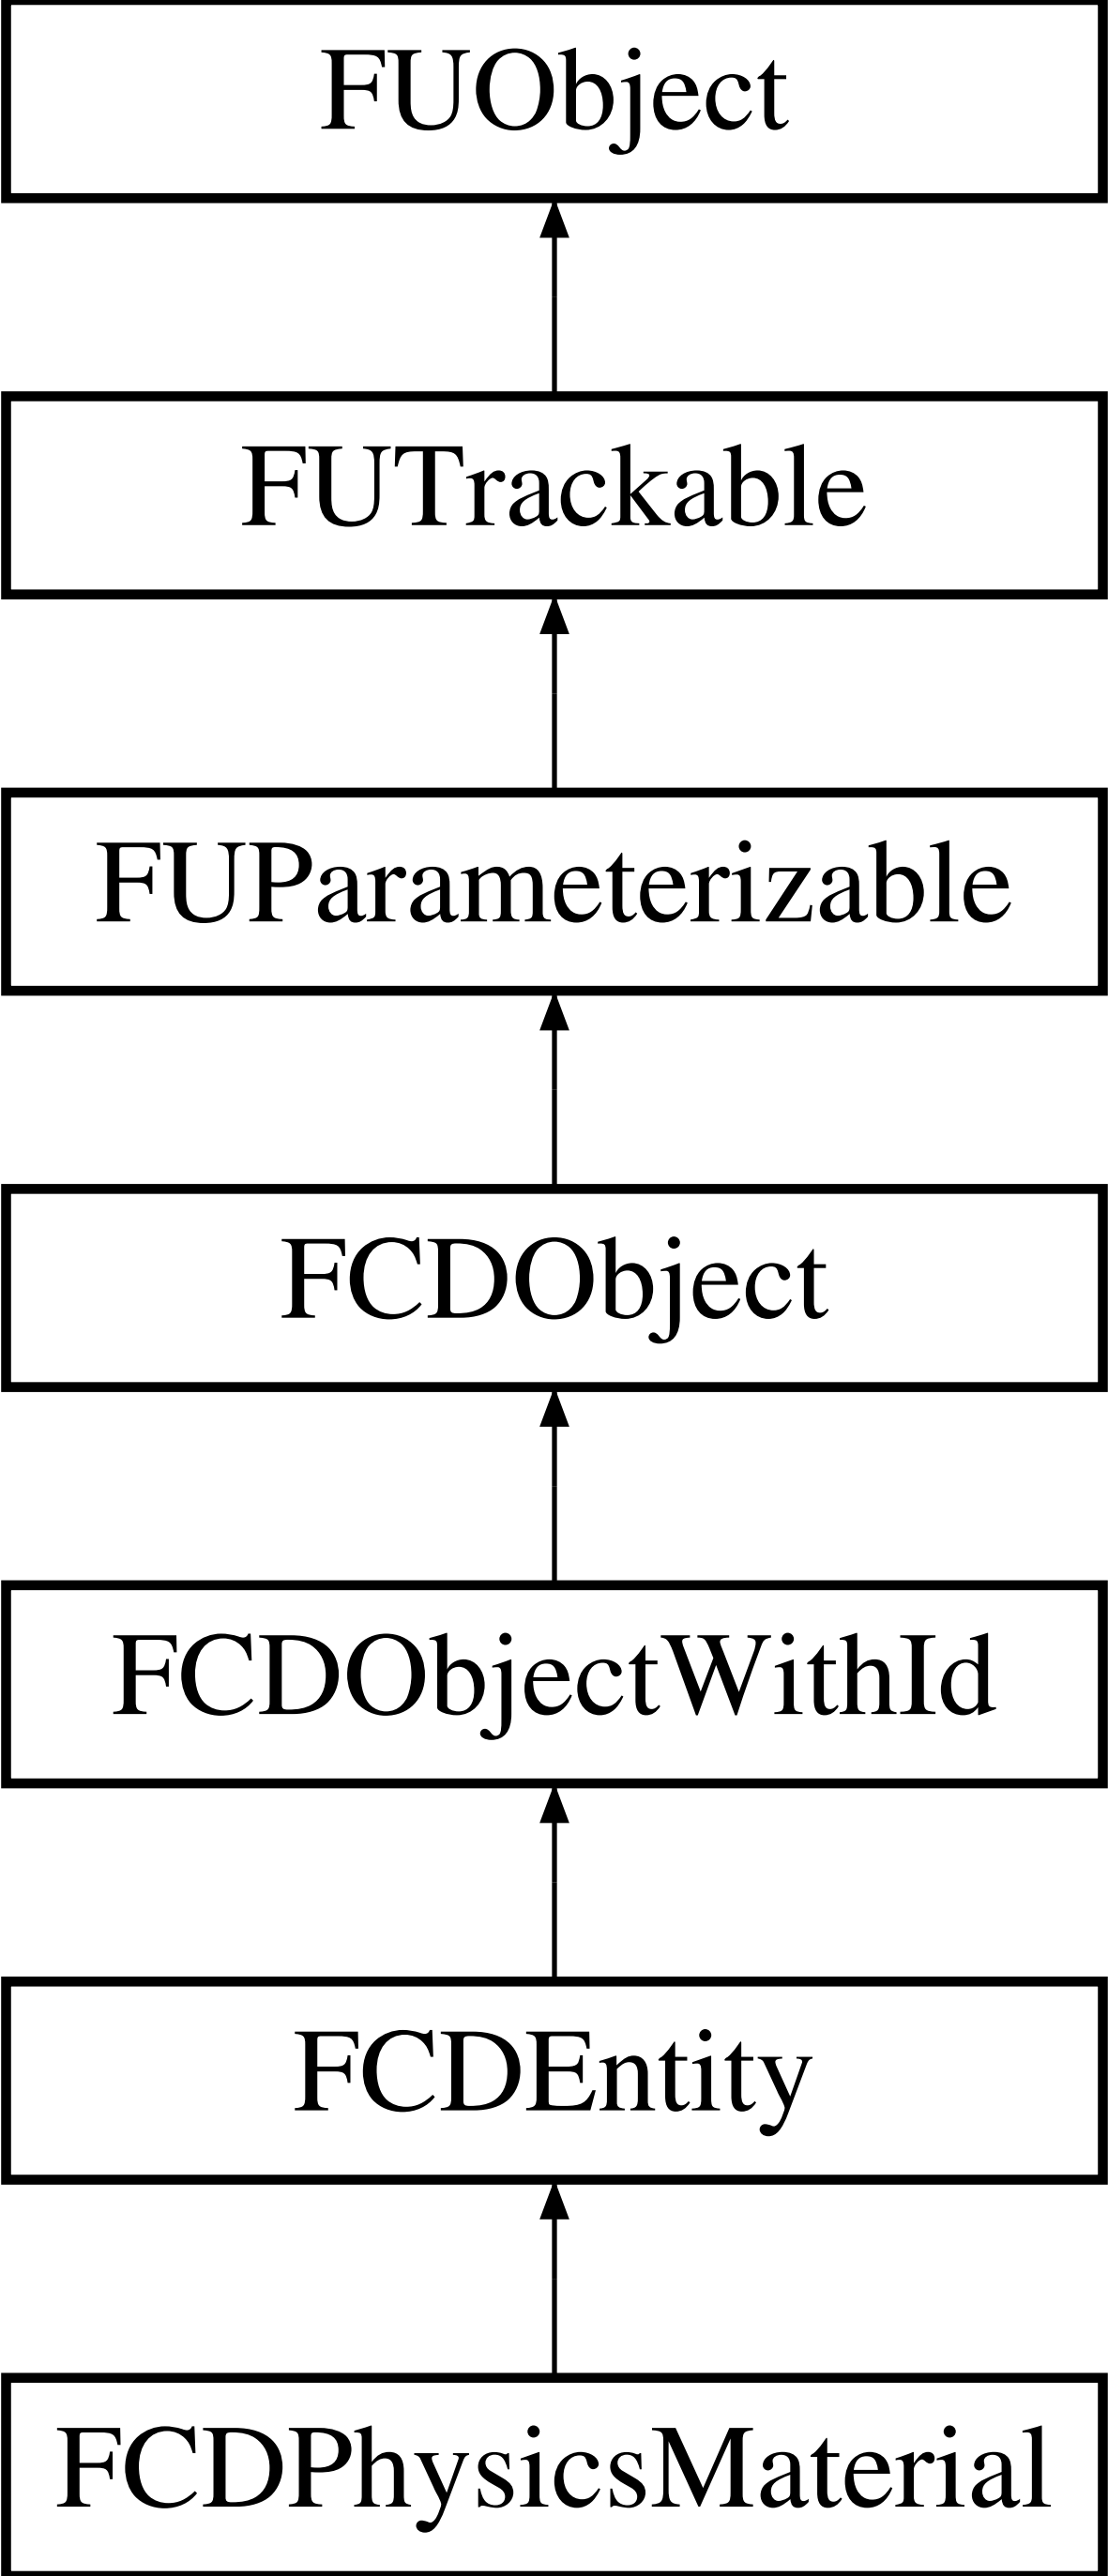 FUObject
FUTrackable
FUParameterizable
FCDObject
FCDObjectWithId
FCDEntity
FCDPhysicsMaterial